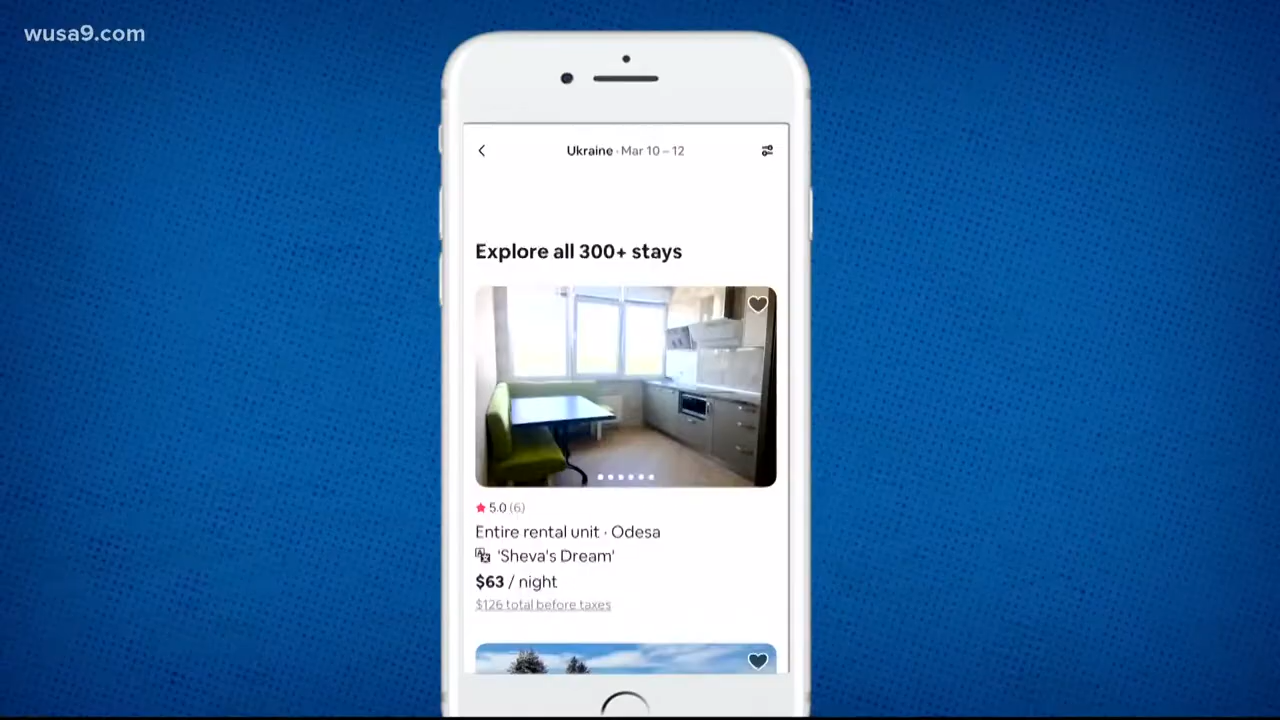 wusa9.com
Ukraine · Mar 10 – 12
Explore all 300+ stays
★ 5.0 (6)
Entire rental unit · Odesa
'Sheva's Dream'
$63 / night
$126 total before taxes